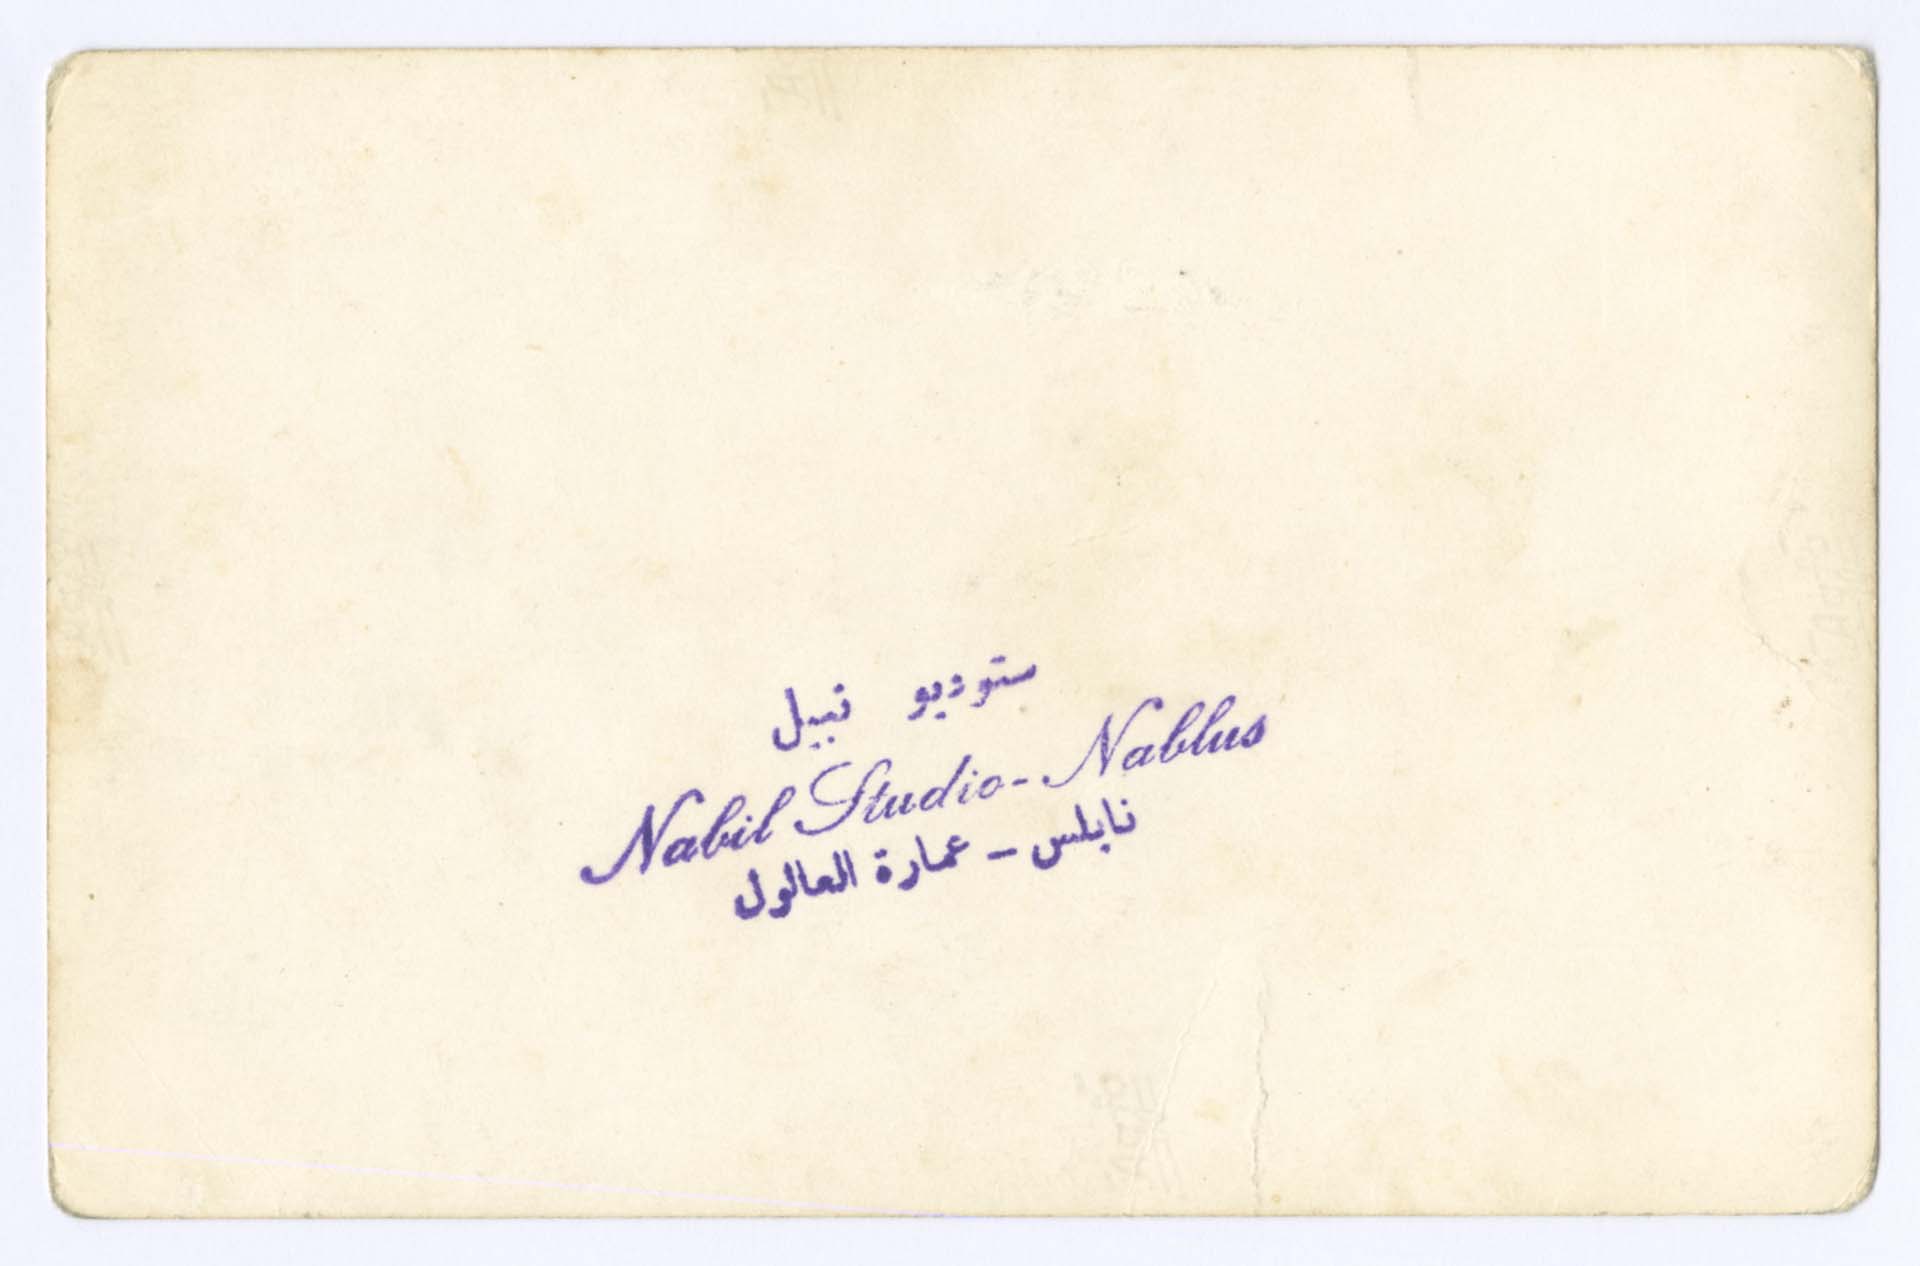 ستوديو نبيل
Nabil Studio-Nablus
نابلس - عمارة العالول